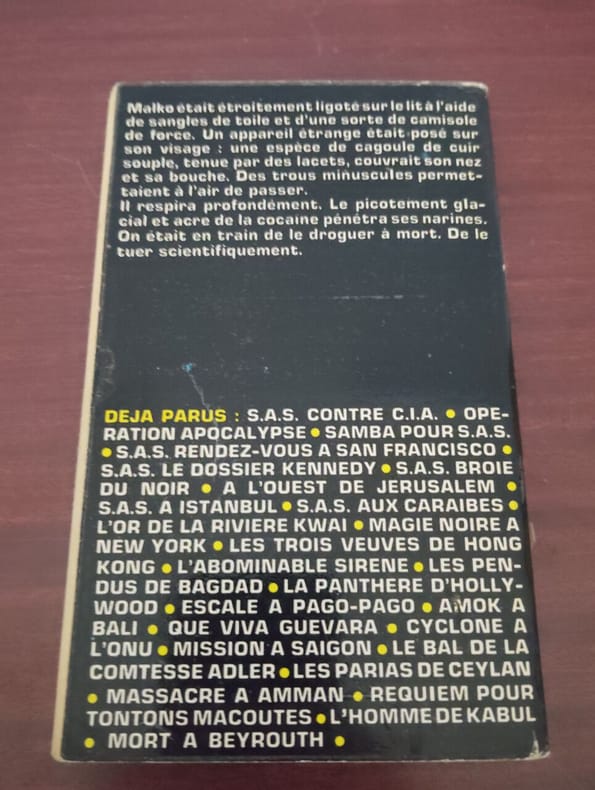 Malko était étroitement ligoté sur le lit à l'aide
de sangles de toile et d'une sorte de camisole
de force. Un appareil étrange était posé sur
son visage : une espèce de cagoule de cuir
souple, tenue par des lacets, couvrait son nez
et sa bouche. Des trous minuscules permet-
taient à l'air de passer.
Il respira profondément. Le picotement gla-
cial et acre de la cocaïne pénétra ses narines.
On était en train de le droguer à mort. De le
tuer scientifiquement.
DEJA PARUS : S.A.S. CONTRE C.I.A. • OPE-
RATION APOCALYPSE • SAMBA POUR S.A.S.
• S.A.S. RENDEZ-VOUS A SAN FRANCISCO •
S.A.S. LE DOSSIER KENNEDY • S.A.S. BROIE
DU NOIR • A L'OUEST DE JERUSALEM •
S.A.S. A ISTANBUL • S.A.S. AUX CARAIBES •
L'OR DE LA RIVIERE KWAI • MAGIE NOIRE A
NEW YORK • LES TROIS VEUVES DE HONG
KONG • L'ABOMINABLE SIRENE • LES PEN-
DUS DE BAGDAD • LA PANTHERE D'HOLLY-
WOOD • ESCALE A PAGO-PAGO • AMOK A
BALI • QUE VIVA GUEVARA • CYCLONE A
L'ONU • MISSION A SAIGON • LE BAL DE LA
COMTESSE ADLER • LES PARIAS DE CEYLAN
• MASSACRE A AMMAN • REQUIEM POUR
TONTONS MACOUTES • L'HOMME DE KABUL
• MORT A BEYROUTH •